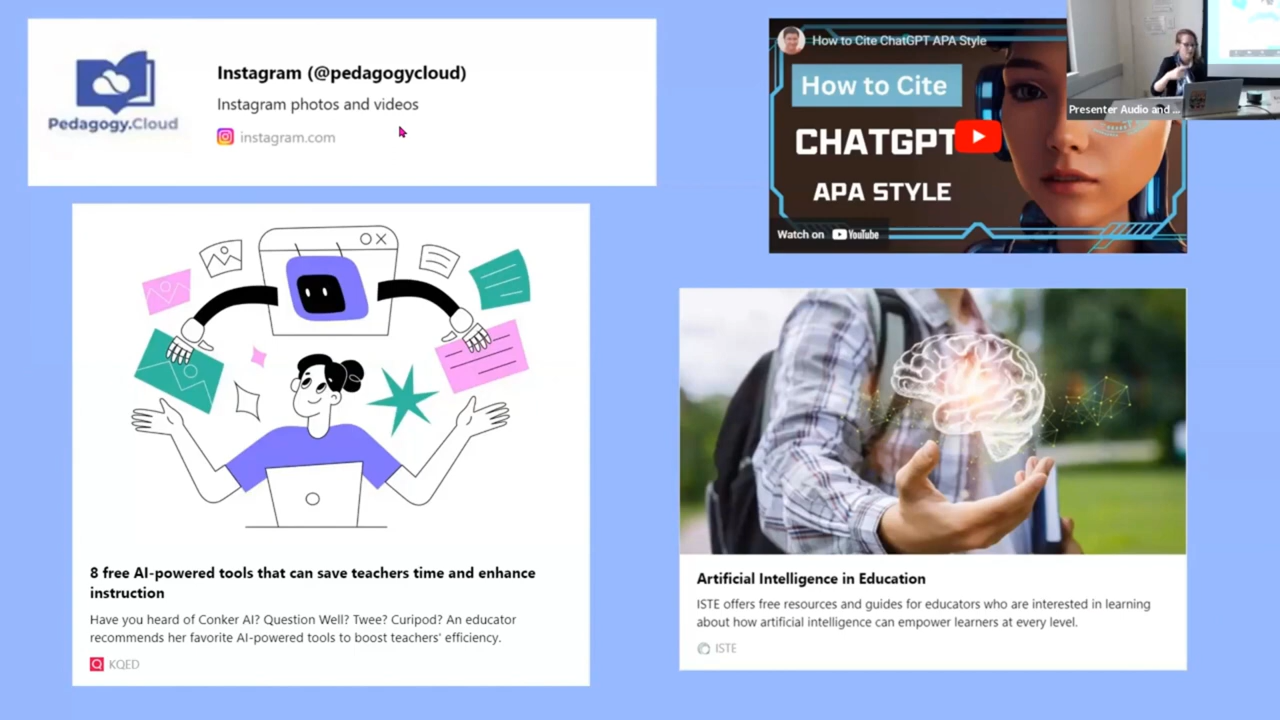 Pedagogy.Cloud
Instagram (@pedagogycloud)
Instagram photos and videos
instagram.com
How to Cite ChatGPT APA Style
How to Cite
CHATGPT
APA STYLE
Watch on YouTube
Presenter Audio and ...
8 free AI-powered tools that can save teachers time and enhance
instruction
Have you heard of Conker AI? Question Well? Twee? Curipod? An educator
recommends her favorite AI-powered tools to boost teachers' efficiency.
KQED
Artificial Intelligence in Education
ISTE offers free resources and guides for educators who are interested in learning
about how artificial intelligence can empower learners at every level.
ISTE